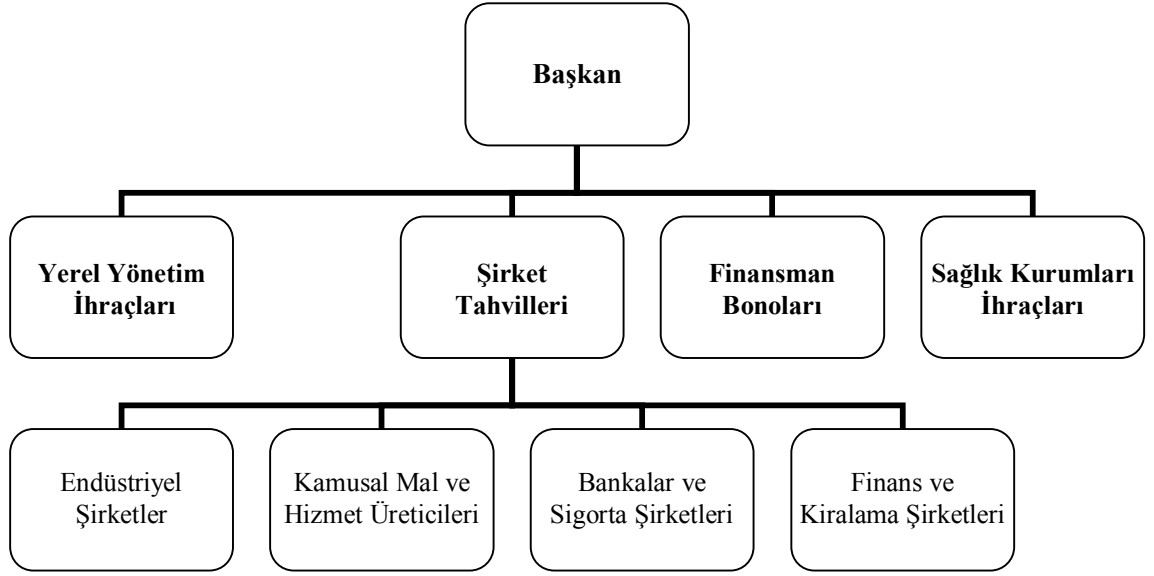 Başkan
Yerel Yönetim
İhraçları
Şirket
Tahvilleri
Finansman
Bonoları
Sağlık Kurumları
İhraçları
Endüstriyel
Şirketler
Kamusal Mal ve
Hizmet Üreticileri
Bankalar ve
Sigorta Şirketleri
Finans ve
Kiralama Şirketleri